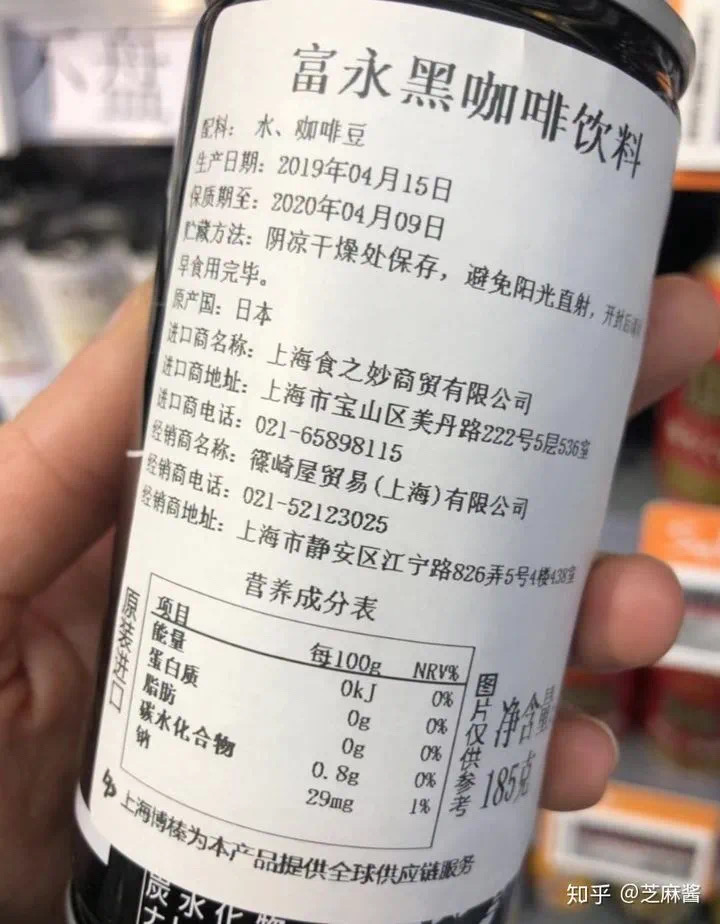 富永黑咖啡饮料
配料: 水、咖啡豆
生产日期: 2019年04月15日
保质期至: 2020年04月09日
贮藏方法: 阴凉干燥处保存，避免阳光直射，开封后
早食用完毕。
原产国: 日本
进口商名称: 上海食之妙商贸有限公司
进口商地址: 上海市宝山区美丹路222号5层536室
进口商电话: 021-65898115
经销商名称: 篠崎屋贸易(上海)有限公司
经销商电话: 021-52123025
经销商地址: 上海市静安区江宁路826弄5号4楼438室
营养成分表
项目 每100g NRV%
能量 0kJ 0%
蛋白质 0g 0%
脂肪 0g 0%
碳水化合物 0.8g 0%
钠 29mg 1%
原装进口
图片仅供参考
净含量
185克
上海博榛为本产品提供全球供应链服务
炭水化物
知乎 @芝麻酱